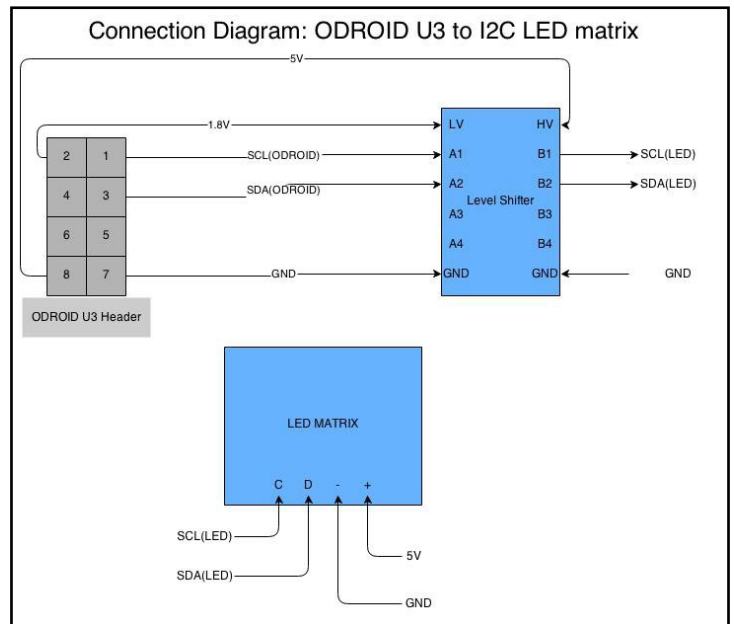 Connection Diagram: ODROID U3 to I2C LED matrix
5V
1.8V
LV HV
2 1 SCL(ODROID) A1 B1 SCL(LED)
4 3 SDA(ODROID) A2 B2 SDA(LED)
Level Shifter
6 5 A3 B3
A4 B4
8 7 GND GND GND GND
ODROID U3 Header
LED MATRIX
C D - +
SCL(LED)
5V
SDA(LED)
GND